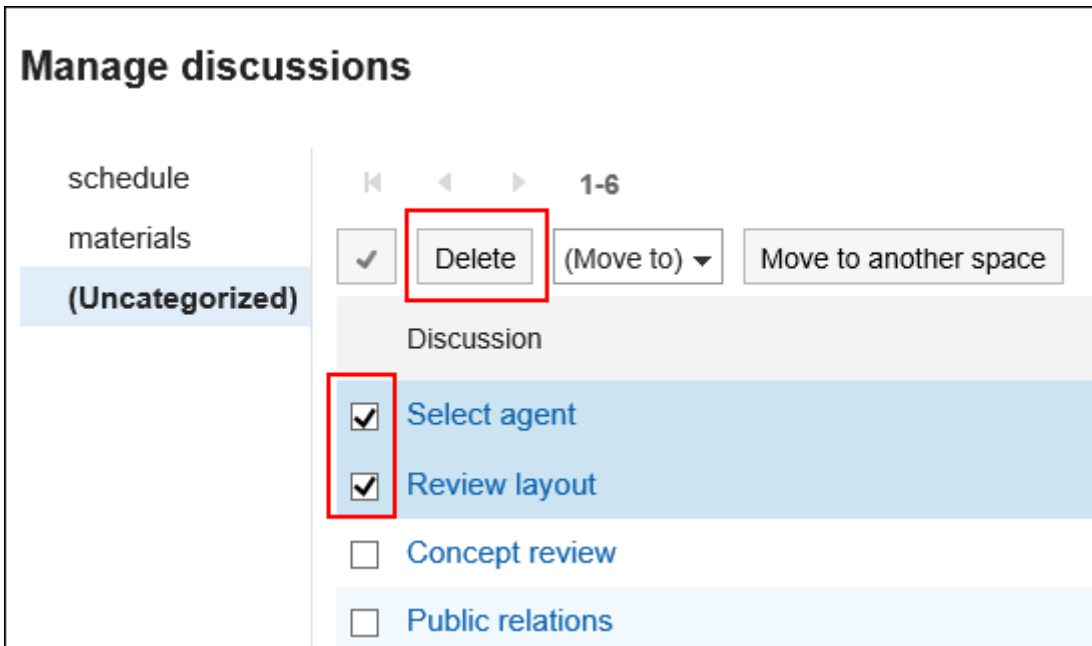 Manage discussions
schedule
materials
(Uncategorized)
1-6
Delete
(Move to)
Move to another space
Discussion
Select agent
Review layout
Concept review
Public relations